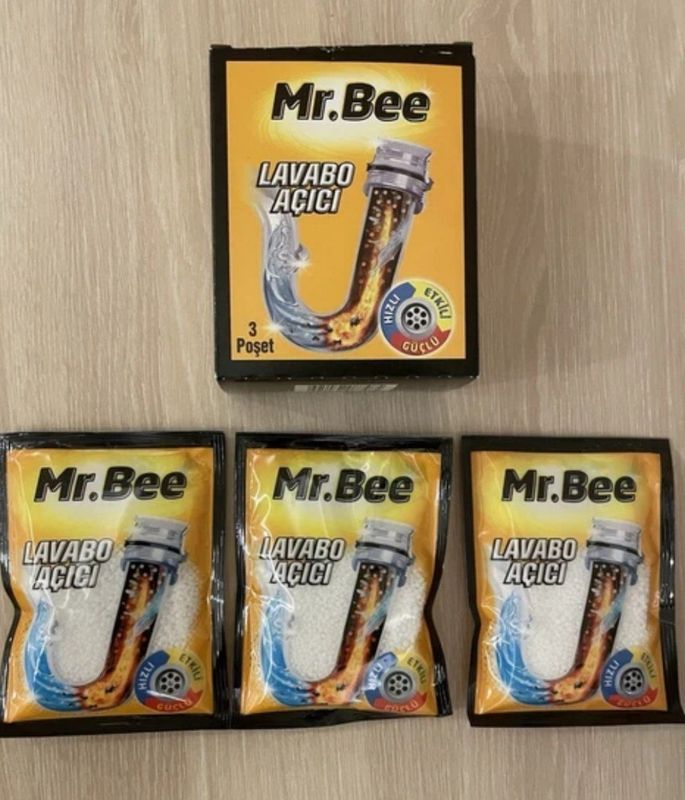 Mr.Bee
LAVABO
AÇICI
HIZLI
ETKİLİ
GÜÇLÜ
3
Poşet
Mr.Bee
LAVABO
AÇICI
HIZLI
ETKİLİ
GÜÇLÜ
Mr.Bee
LAVABO
AÇICI
HIZLI
ETKİLİ
GÜÇLÜ
Mr.Bee
LAVABO
AÇICI
HIZLI
ETKİLİ
GÜÇLÜ